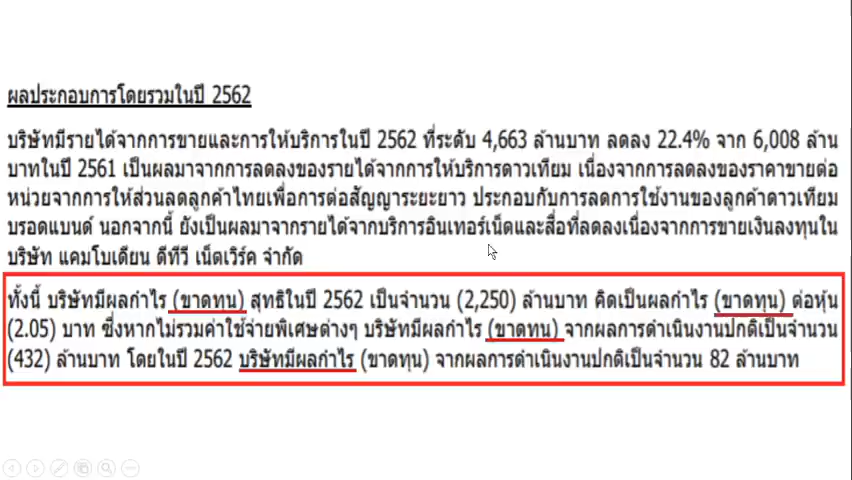 ผลประกอบการโดยรวมในปี 2562
บริษัทมีรายได้จากการขายและการให้บริการในปี 2562 ที่ระดับ 4,663 ล้านบาท ลดลง 22.4% จาก 6,008 ล้าน
บาทในปี 2561 เป็นผลมาจากการลดลงของรายได้จากการให้บริการดาวเทียม เนื่องจากการลดลงของราคาขายต่อ
หน่วยจากการให้ส่วนลดลูกค้าไทยเพื่อการต่อสัญญาระยะยาว ประกอบกับการลดการใช้งานของลูกค้าดาวเทียม
บรอดแบนด์ นอกจากนี้ ยังเป็นผลมาจากรายได้จากบริการอินเทอร์เน็ตและสื่อที่ลดลงเนื่องจากการขายเงินลงทุนใน
บริษัท แคมโบเดียน ดีทีวี เน็ตเวิร์ค จำกัด
ทั้งนี้ บริษัทมีผลกำไร (ขาดทุน) สุทธิในปี 2562 เป็นจำนวน (2,250) ล้านบาท คิดเป็นผลกำไร (ขาดทุน) ต่อหุ้น
(2.05) บาท ซึ่งหากไม่รวมค่าใช้จ่ายพิเศษต่างๆ บริษัทมีผลกำไร (ขาดทุน) จากผลการดำเนินงานปกติเป็นจำนวน
(432) ล้านบาท โดยในปี 2562 บริษัทมีผลกำไร (ขาดทุน) จากผลการดำเนินงานปกติเป็นจำนวน 82 ล้านบาท